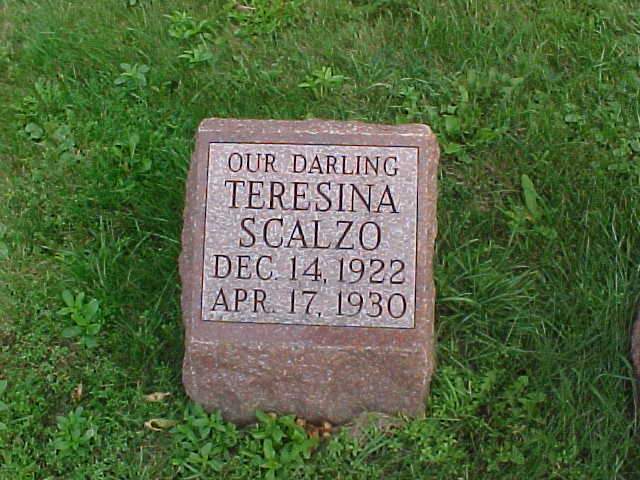 OUR DARLING
TERESINA
SCALZO
DEC. 14, 1922
APR. 17, 1930